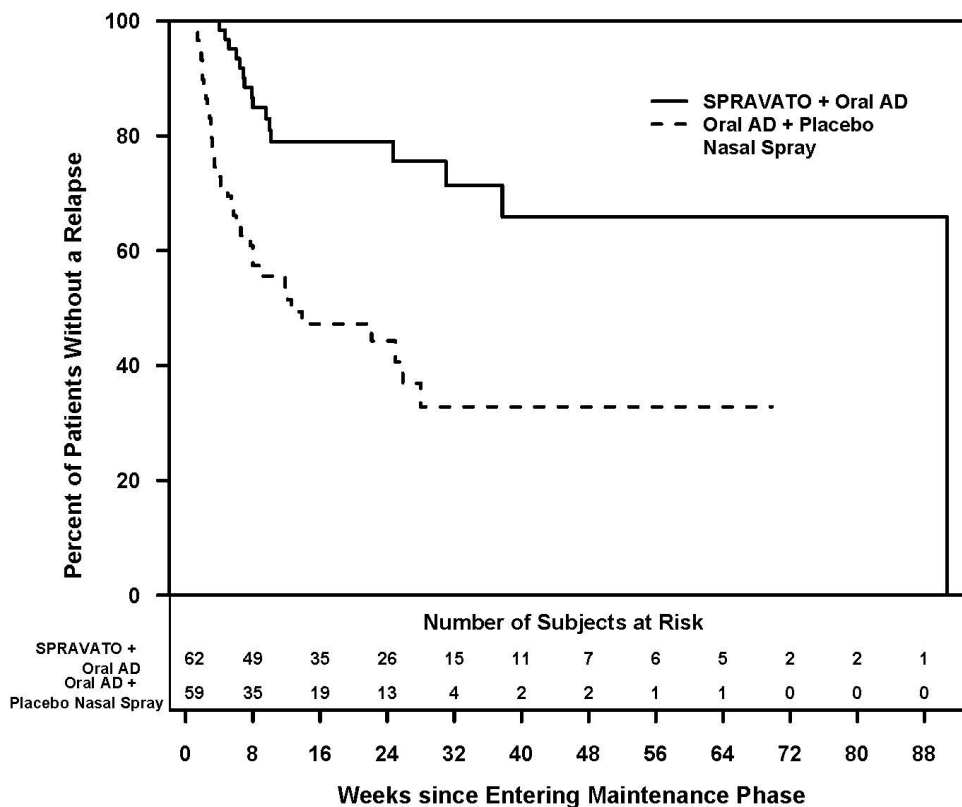 100
80
60
40
20
0
Percent of Patients Without a Relapse
SPRAVATO + Oral AD
Oral AD + Placebo
Nasal Spray
Number of Subjects at Risk
SPRAVATO +
Oral AD
62 49 35 26 15 11 7 6 5 2 2 1
Oral AD +
Placebo Nasal Spray
59 35 19 13 4 2 2 1 1 0 0 0
0 8 16 24 32 40 48 56 64 72 80 88
Weeks since Entering Maintenance Phase